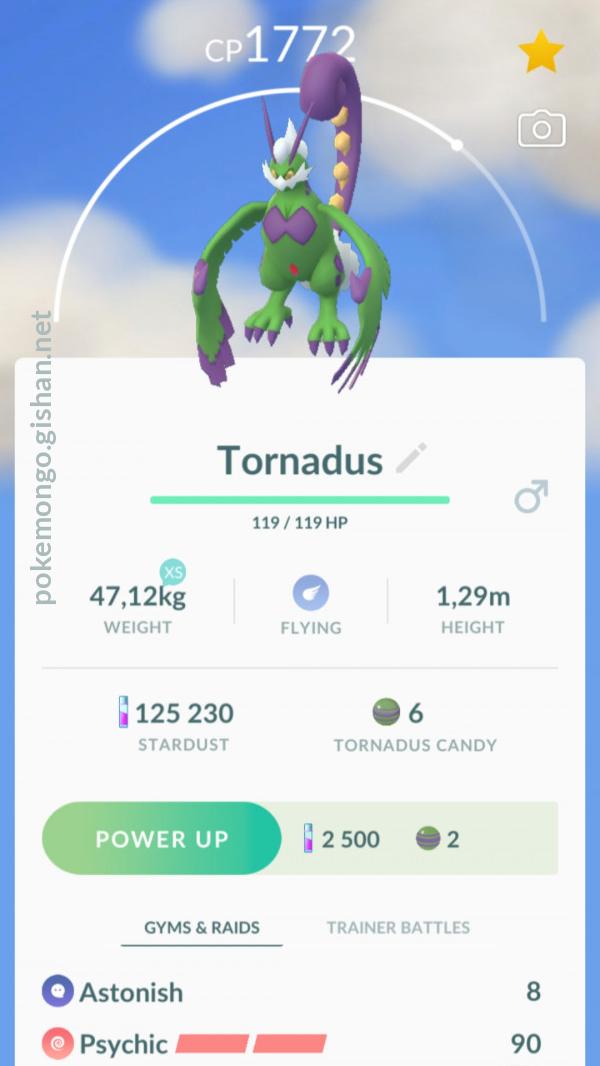 CP1772
pokemongo.gishan.net
Tornadus
119 / 119 HP
XS
47,12kg
WEIGHT
FLYING
1,29m
HEIGHT
125 230
STARDUST
6
TORNADUS CANDY
POWER UP
2 500
2
GYMS & RAIDS
TRAINER BATTLES
Astonish 8
Psychic 90